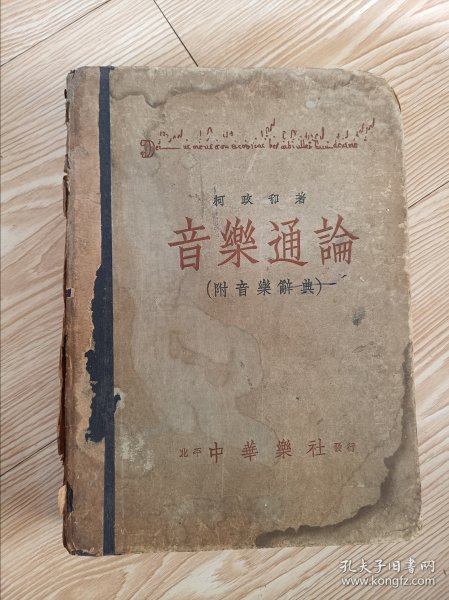 柯政和著
音樂通論
(附音樂辭典)
北平 中華樂社 發行
孔夫子旧书网
www.kongfz.com